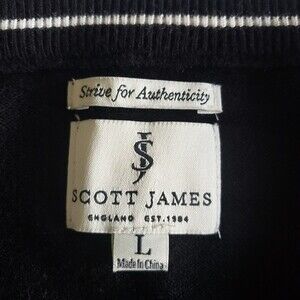 Strive for Authenticity
SJ
SCOTT JAMES
ENGLAND EST. 1984
L
Made In China